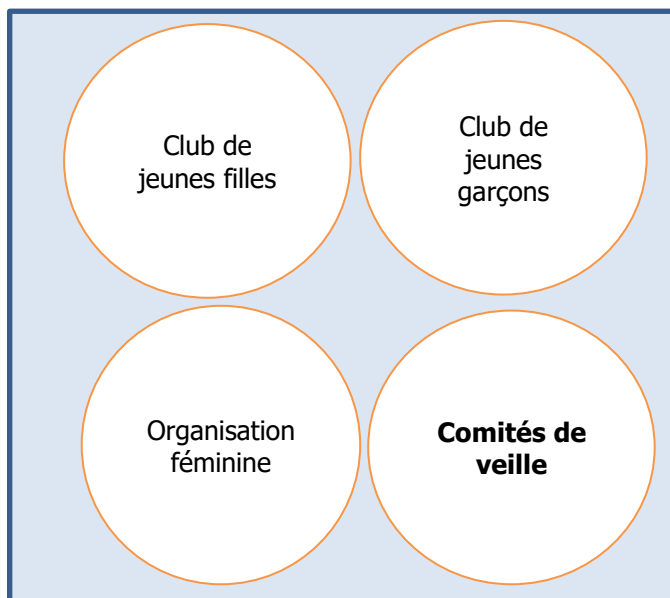 Club de
jeunes filles
Club de
jeunes
garçons
Organisation
féminine
Comités de
veille